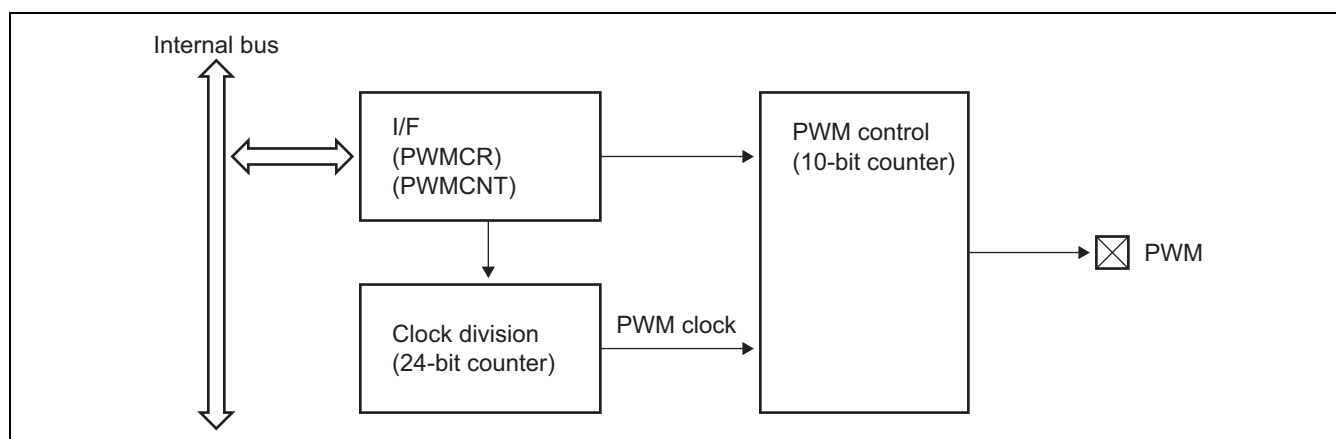 Internal bus
I/F
(PWMCR)
(PWMCNT)
PWM control
(10-bit counter)
PWM
Clock division
(24-bit counter)
PWM clock